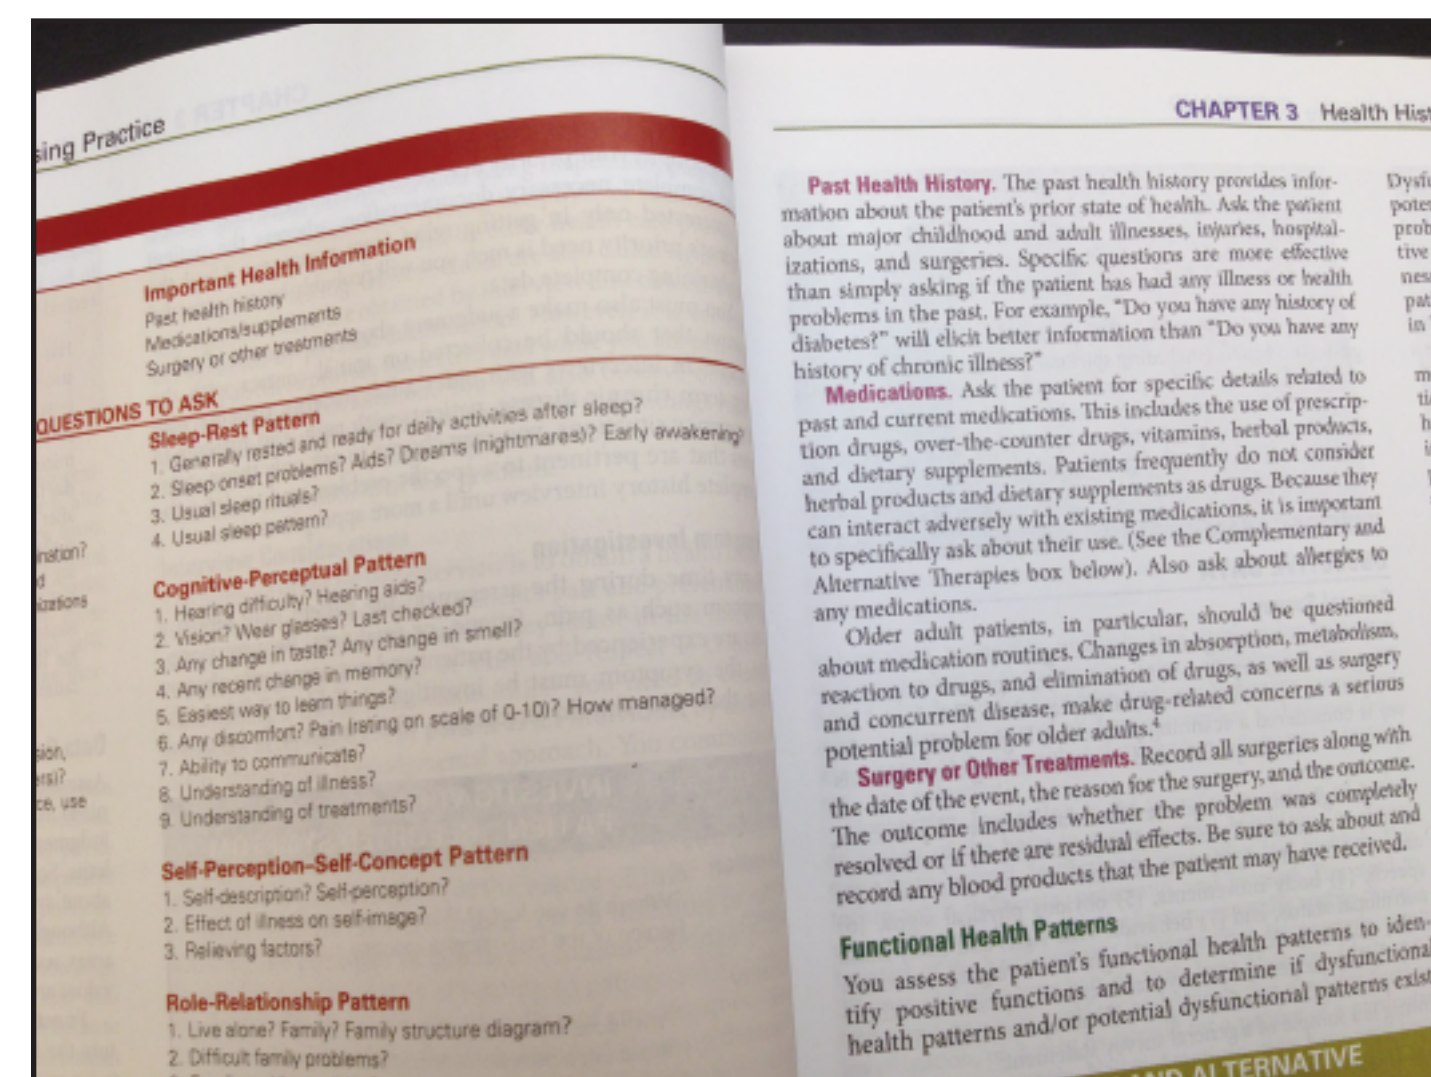 sing Practice
Important Health Information
Past health history
Medications/supplements
Surgery or other treatments
QUESTIONS TO ASK
Sleep-Rest Pattern
1. Generally rested and ready for daily activities after sleep?
2. Sleep onset problems? Aids? Dreams (nightmares)? Early awakening?
3. Usual sleep rituals?
4. Usual sleep pattern?
Cognitive-Perceptual Pattern
1. Hearing difficulty? Hearing aids?
2. Vision? Wear glasses? Last checked?
3. Any change in taste? Any change in smell?
4. Any recent change in memory?
5. Easiest way to learn things?
6. Any discomfort? Pain (rating on scale of 0-10)? How managed?
7. Ability to communicate?
8. Understanding of illness?
9. Understanding of treatments?
Self-Perception–Self-Concept Pattern
1. Self-description? Self-perception?
2. Effect of illness on self-image?
3. Relieving factors?
Role-Relationship Pattern
1. Live alone? Family? Family structure diagram?
2. Difficult family problems?
CHAPTER 3 Health Hist
Past Health History. The past health history provides infor-
mation about the patient's prior state of health. Ask the patient
about major childhood and adult illnesses, injuries, hospital-
izations, and surgeries. Specific questions are more effective
than simply asking if the patient has had any illness or health
problems in the past. For example, "Do you have any history of
diabetes?" will elicit better information than "Do you have any
history of chronic illness?"
Medications. Ask the patient for specific details related to
past and current medications. This includes the use of prescrip-
tion drugs, over-the-counter drugs, vitamins, herbal products,
and dietary supplements. Patients frequently do not consider
herbal products and dietary supplements as drugs. Because they
can interact adversely with existing medications, it is important
to specifically ask about their use. (See the Complementary and
Alternative Therapies box below). Also ask about allergies to
any medications.
Older adult patients, in particular, should be questioned
about medication routines. Changes in absorption, metabolism,
reaction to drugs, and elimination of drugs, as well as surgery
and concurrent disease, make drug-related concerns a serious
potential problem for older adults.4
Surgery or Other Treatments. Record all surgeries along with
the date of the event, the reason for the surgery, and the outcome.
The outcome includes whether the problem was completely
resolved or if there are residual effects. Be sure to ask about and
record any blood products that the patient may have received.
Functional Health Patterns
You assess the patient's functional health patterns to iden-
tify positive functions and to determine if dysfunctional
health patterns and/or potential dysfunctional patterns exist
AND ALTERNATIVE